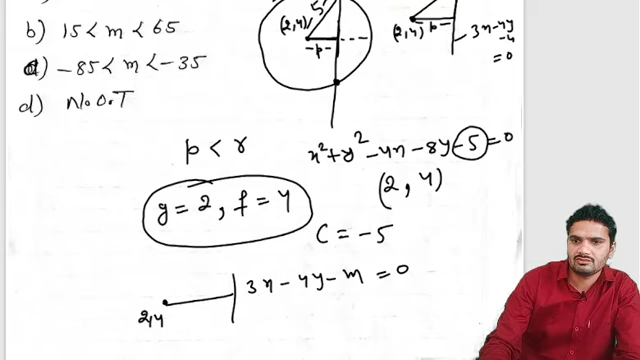 b) 15 < m < 65
c) -85 < m < -35
d) N.O.T
5
(2,4)
-p-
(2,4) p-
3x-4y
-4
=0
p < r
x²+y²-4x-8y-5=0
(2, 4)
g=2, f=4
C = -5
3x-4y-m=0
2,4